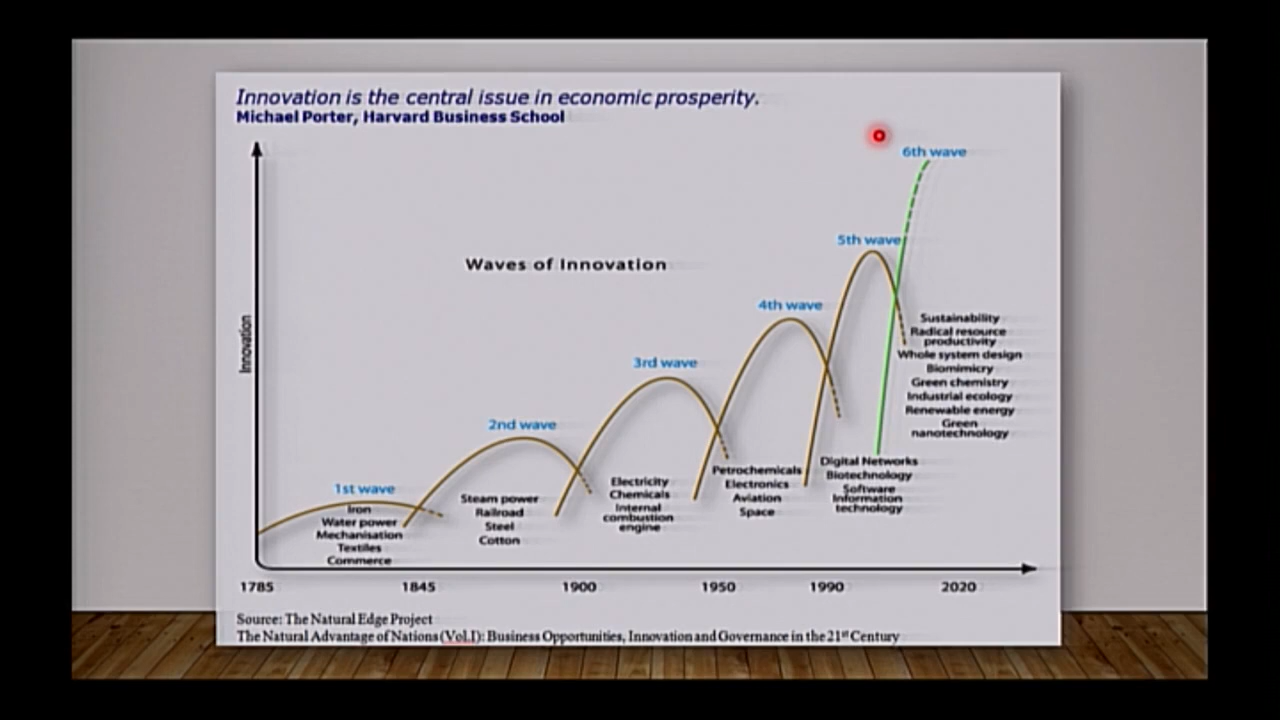 Innovation is the central issue in economic prosperity.
Michael Porter, Harvard Business School
6th wave
5th wave
Waves of Innovation
4th wave
Innovation
Sustainability
Radical resource
productivity
Whole system design
Biomimicry
Green chemistry
Industrial ecology
Renewable energy
Green
nanotechnology
3rd wave
2nd wave
Digital Networks
Biotechnology
Software
Information
technology
Petrochemicals
Electronics
Aviation
Space
Electricity
Chemicals
Internal
combustion
engine
1st wave
Steam power
Railroad
Steel
Cotton
Iron
Water power
Mechanisation
Textiles
Commerce
1785 1845 1900 1950 1990 2020
Source: The Natural Edge Project
The Natural Advantage of Nations (Vol.I): Business Opportunities, Innovation and Governance in the 21st Century